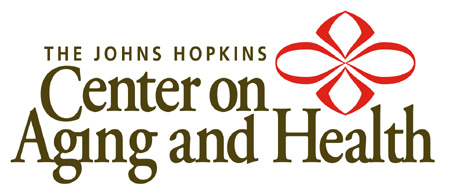 THE JOHNS HOPKINS
Center on
Aging and Health